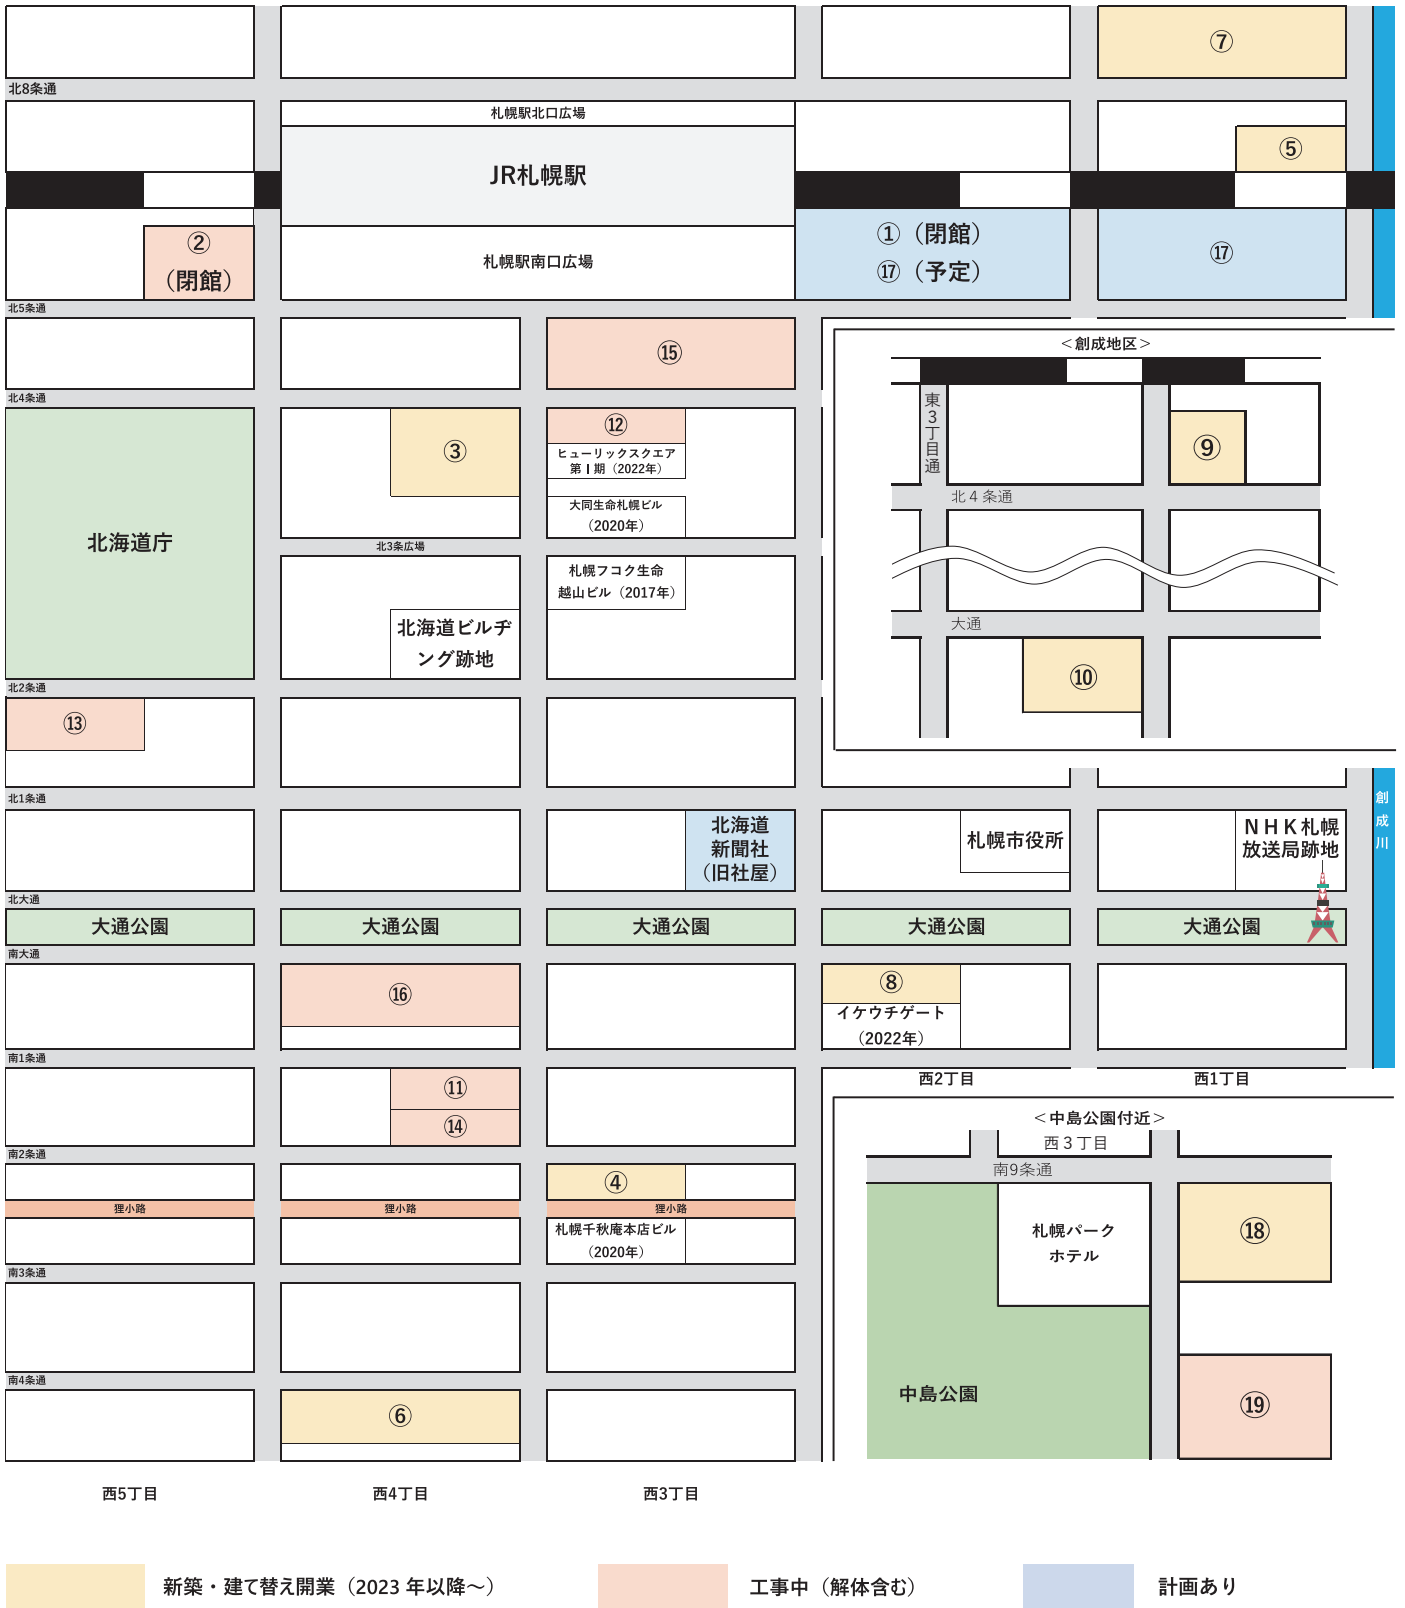 ⑦
北8条通
札幌駅北口広場
⑤
JR札幌駅
②
（閉館）
札幌駅南口広場
①（閉館）
⑰（予定）
⑰
北5条通
⑮
＜創成地区＞
北4条通
東3丁目通
⑨
北４条通
大通
⑩
北海道庁
③
⑫
ヒューリックスクエア
第Ⅰ期（2022年）
大同生命札幌ビル
（2020年）
北3条広場
札幌フコク生命
越山ビル（2017年）
北海道ビルヂ
ング跡地
北2条通
⑬
北1条通
北海道
新聞社
（旧社屋）
札幌市役所
ＮＨＫ札幌
放送局跡地
創成川
北大通
大通公園
大通公園
大通公園
大通公園
大通公園
南大通
⑯
⑧
イケウチゲート
（2022年）
南1条通
西2丁目
西1丁目
⑪
⑭
南2条通
④
狸小路
狸小路
狸小路
札幌千秋庵本店ビル
（2020年）
南3条通
南4条通
⑥
＜中島公園付近＞
西３丁目
南9条通
札幌パーク
ホテル
⑱
中島公園
⑲
西5丁目
西4丁目
西3丁目
新築・建て替え開業（2023 年以降～）
工事中（解体含む）
計画あり